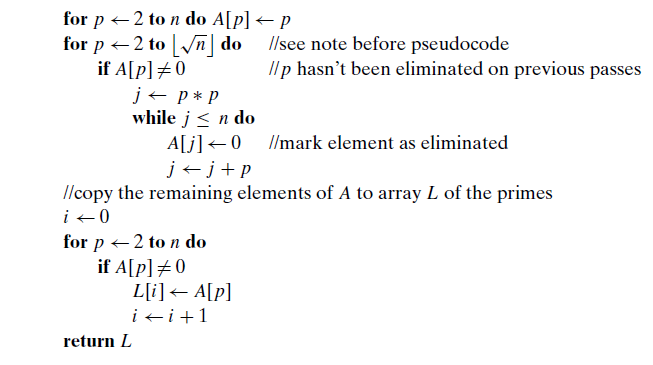 for p ← 2 to n do A[p] ← p
for p ← 2 to ⌊√n⌋ do //see note before pseudocode
if A[p] ≠ 0 //p hasn’t been eliminated on previous passes
j ← p ∗ p
while j ≤ n do
A[j] ← 0 //mark element as eliminated
j ← j + p
//copy the remaining elements of A to array L of the primes
i ← 0
for p ← 2 to n do
if A[p] ≠ 0
L[i] ← A[p]
i ← i + 1
return L